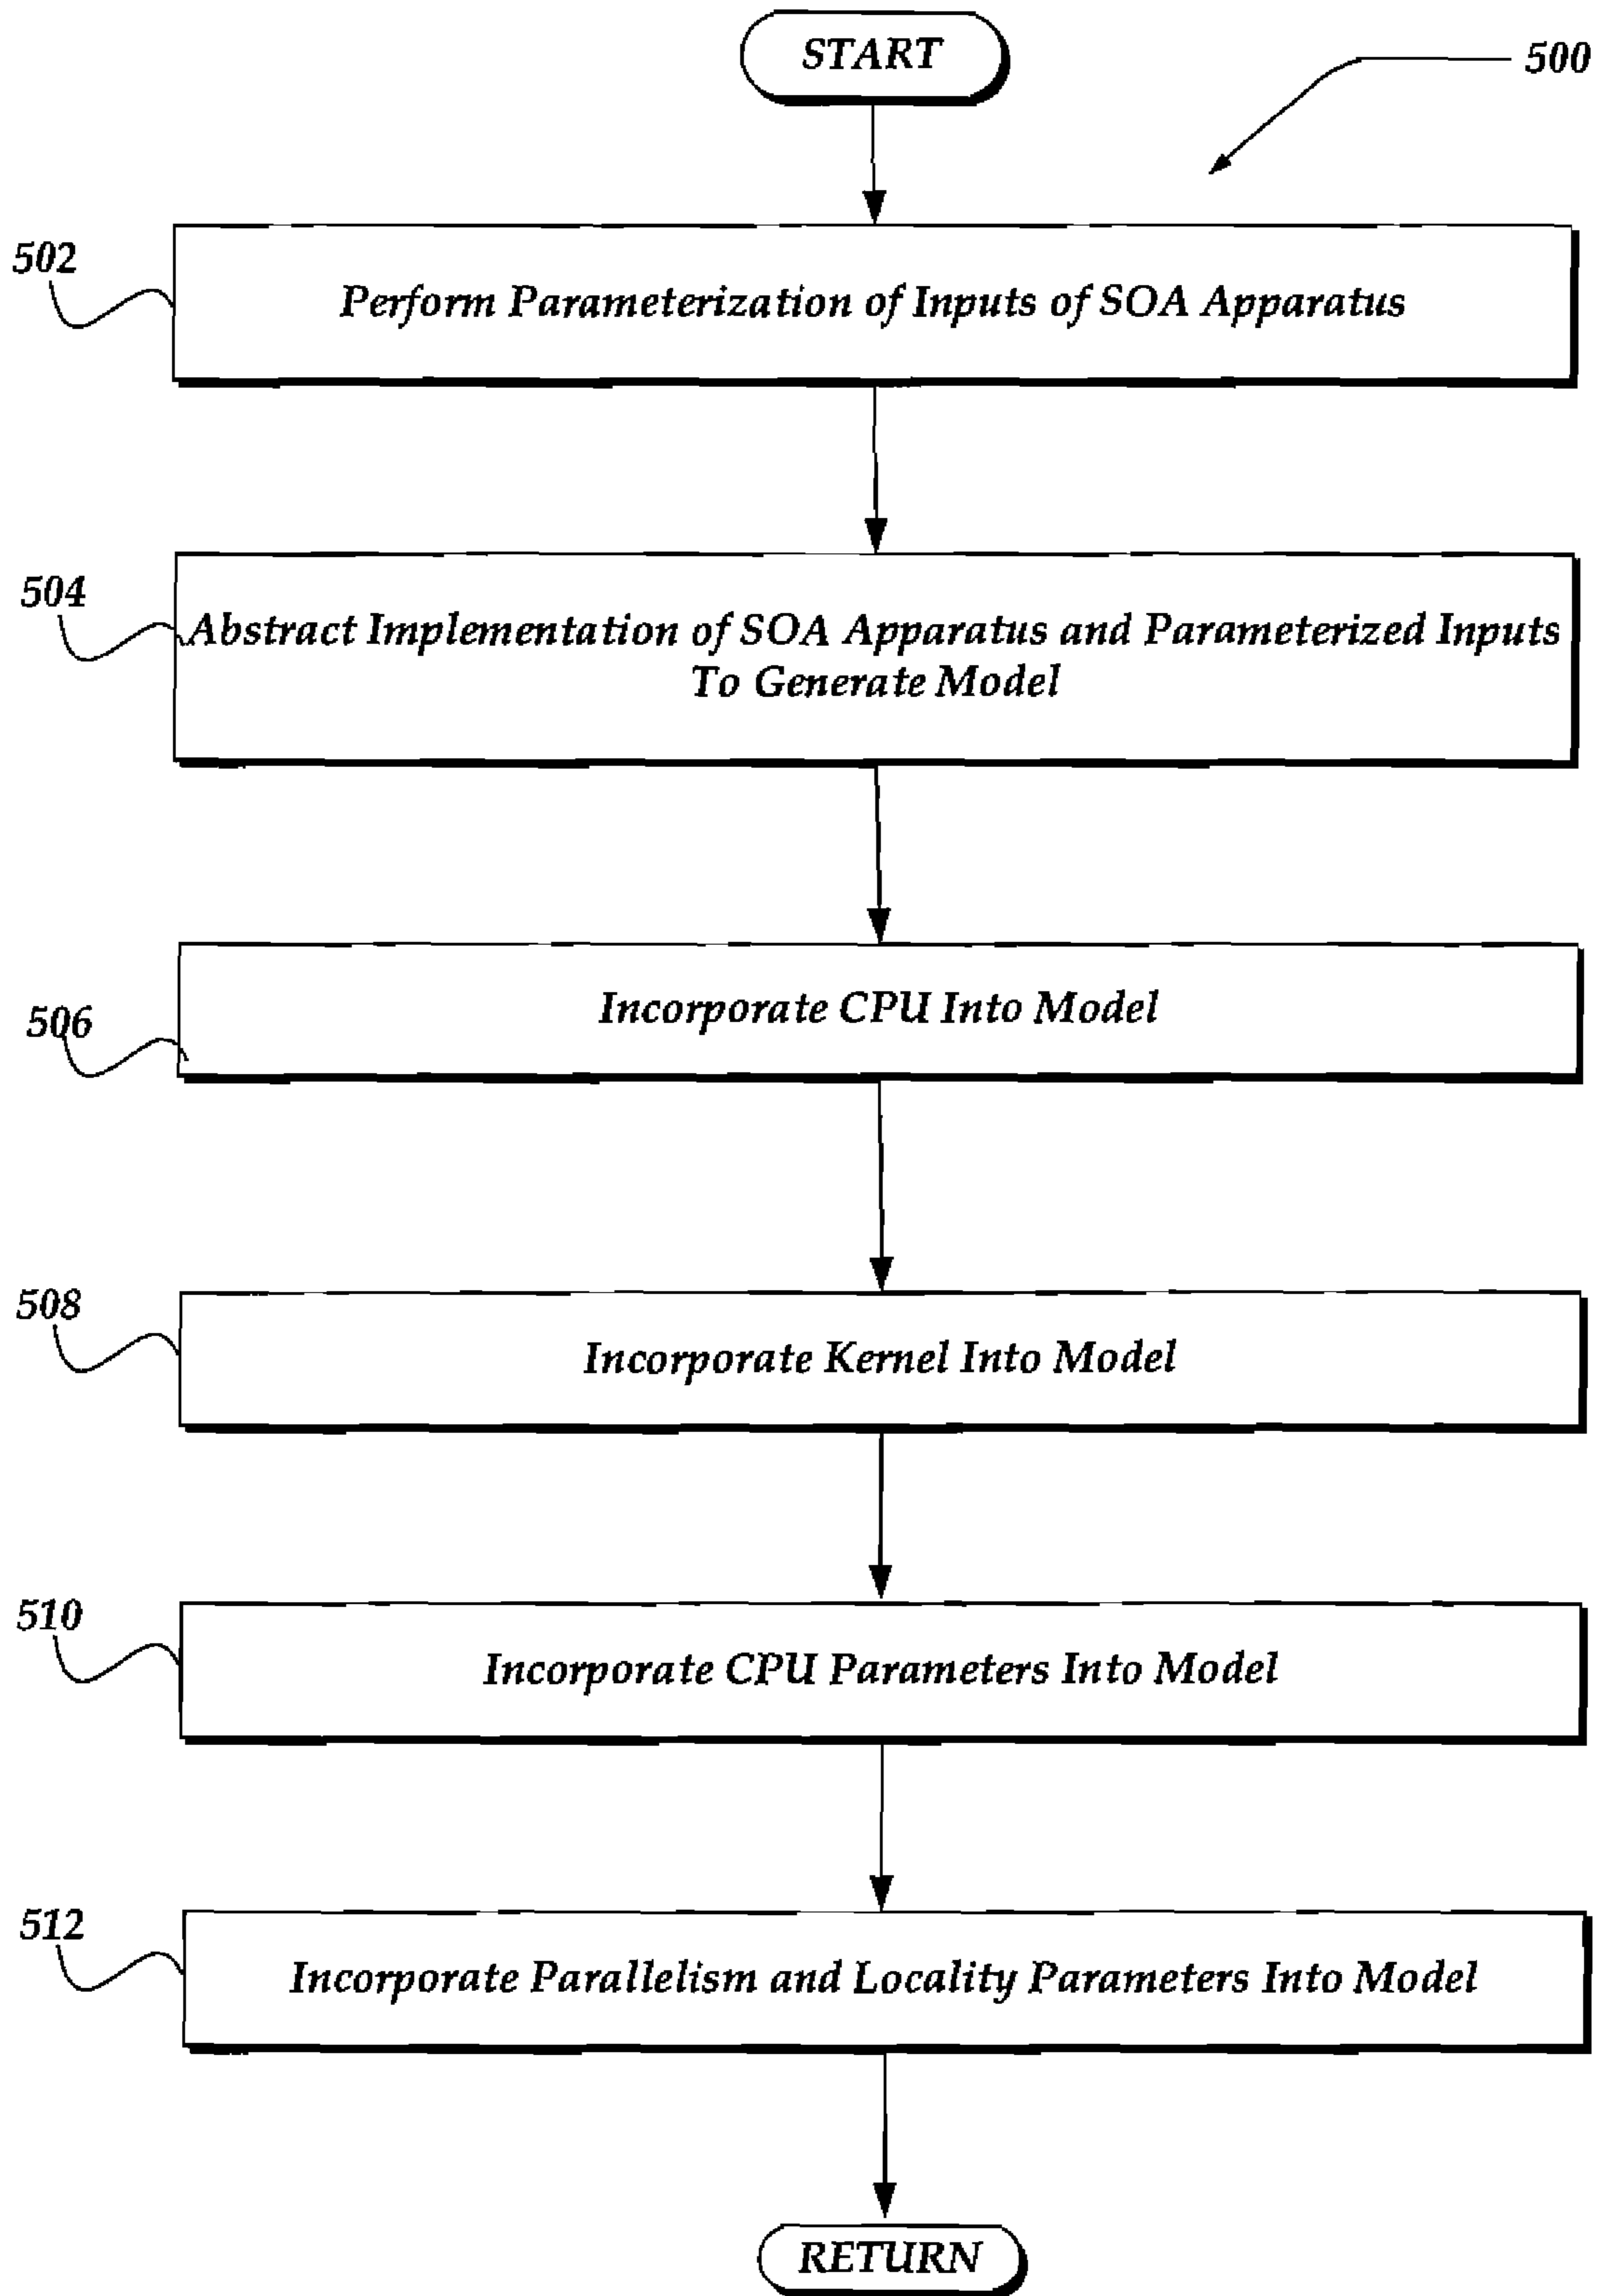 START
500
502
Perform Parameterization of Inputs of SOA Apparatus
504
Abstract Implementation of SOA Apparatus and Parameterized Inputs
To Generate Model
506
Incorporate CPU Into Model
508
Incorporate Kernel Into Model
510
Incorporate CPU Parameters Into Model
512
Incorporate Parallelism and Locality Parameters Into Model
RETURN